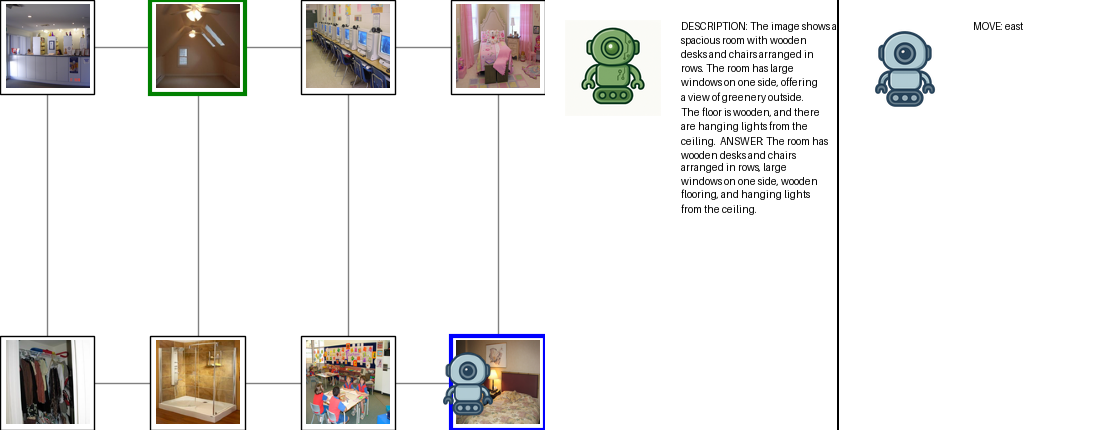 DESCRIPTION: The image shows a
spacious room with wooden
desks and chairs arranged in
rows. The room has large
windows on one side, offering
a view of greenery outside.
The floor is wooden, and there
are hanging lights from the
ceiling.  ANSWER: The room has
wooden desks and chairs
arranged in rows, large
windows on one side, wooden
flooring, and hanging lights
from the ceiling.
MOVE: east